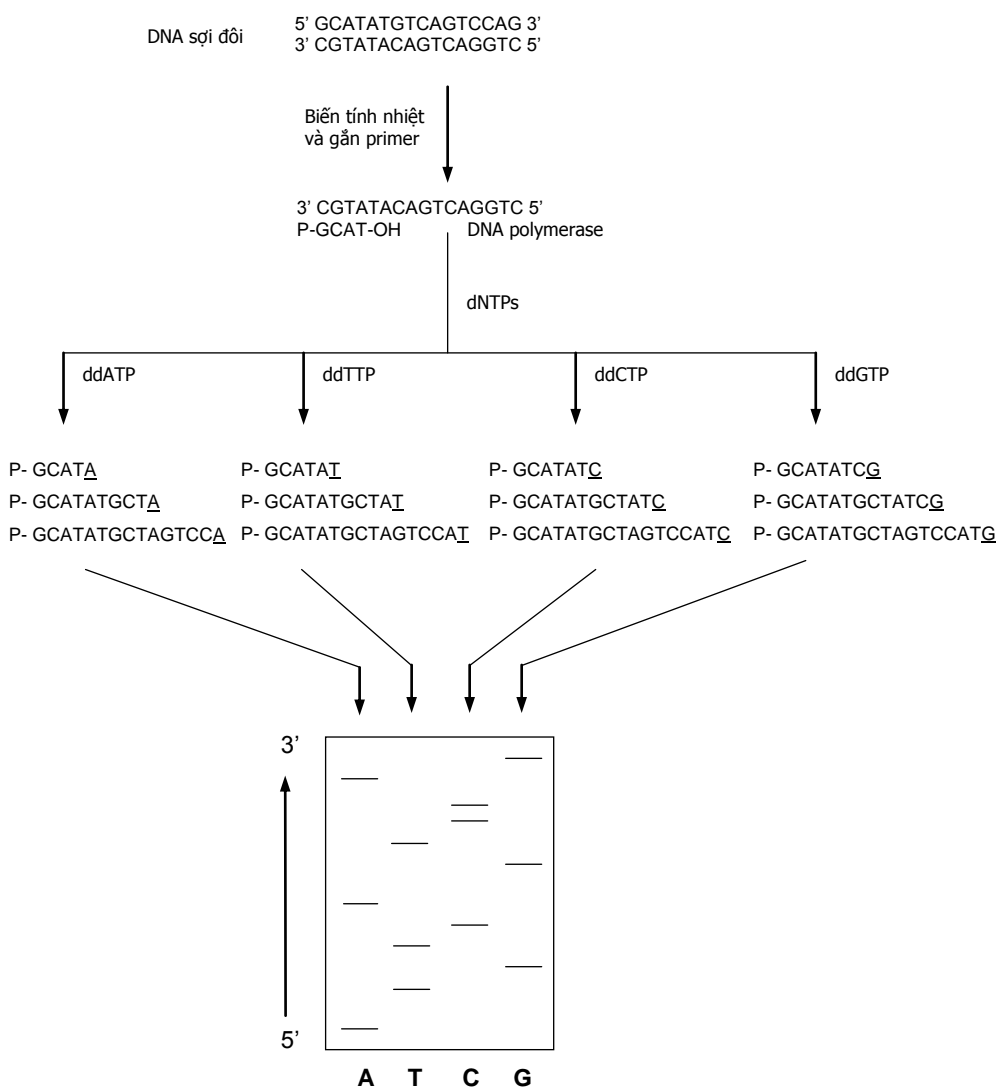 DNA sợi đôi
5’ GCATATGTCAGTCCAG 3’
3’ CGTATACAGTCAGGTC 5’
Biến tính nhiệt
và gắn primer
3’ CGTATACAGTCAGGTC 5’
P-GCAT-OH DNA polymerase
dNTPs
ddATP ddTTP ddCTP ddGTP
P- GCATA P- GCATAT P- GCATATC P- GCATATCG
P- GCATATGCTA P- GCATATGCTAT P- GCATATGCTATC P- GCATATGCTATCG
P- GCATATGCTAGTCCA P- GCATATGCTAGTCCAT P- GCATATGCTAGTCCATC P- GCATATGCTAGTCCATG
3’
5’
A T C G